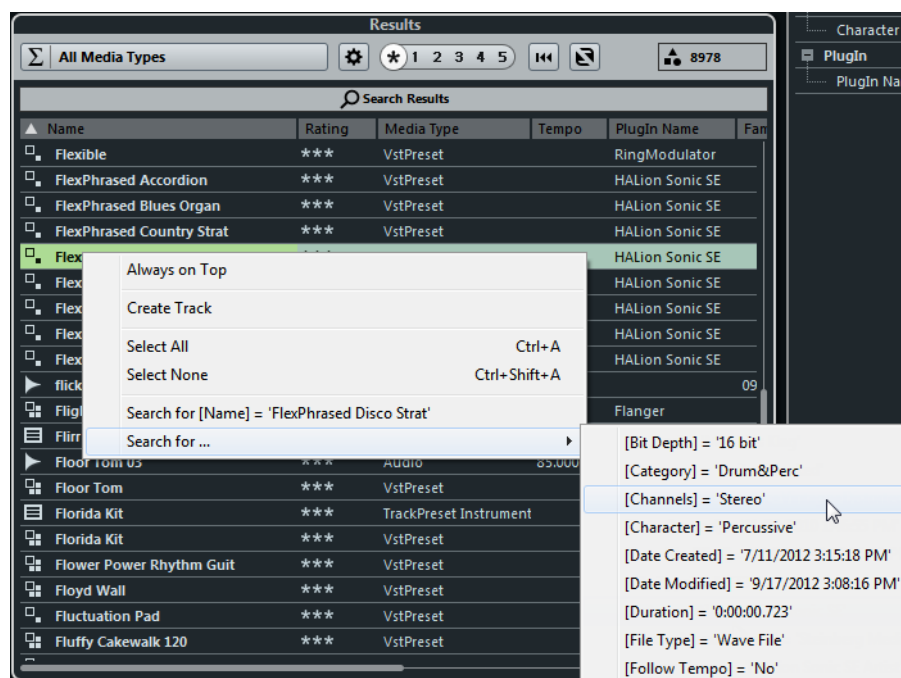 Results
Character
All Media Types
1 2 3 4 5
8978
PlugIn
PlugIn Na
Search Results
Name Rating Media Type Tempo PlugIn Name Fam
Flexible *** VstPreset RingModulator
FlexPhrased Accordion *** VstPreset HALion Sonic SE
FlexPhrased Blues Organ *** VstPreset HALion Sonic SE
FlexPhrased Country Strat *** VstPreset HALion Sonic SE
Flex HALion Sonic SE
Flex HALion Sonic SE
Flex HALion Sonic SE
Flex HALion Sonic SE
Flex HALion Sonic SE
flick 09
Fligh Flanger
Flirr
Floor Tom 03 *** Audio 85.000
Floor Tom *** VstPreset
Florida Kit *** TrackPreset Instrument
Florida Kit *** VstPreset
Flower Power Rhythm Guit *** VstPreset
Floyd Wall *** VstPreset
Fluctuation Pad *** VstPreset
Fluffy Cakewalk 120 *** VstPreset
Always on Top
Create Track
Select All Ctrl+A
Select None Ctrl+Shift+A
Search for [Name] = 'FlexPhrased Disco Strat'
Search for ...
[Bit Depth] = '16 bit'
[Category] = 'Drum&Perc'
[Channels] = 'Stereo'
[Character] = 'Percussive'
[Date Created] = '7/11/2012 3:15:18 PM'
[Date Modified] = '9/17/2012 3:08:16 PM'
[Duration] = '0:00:00.723'
[File Type] = 'Wave File'
[Follow Tempo] = 'No'